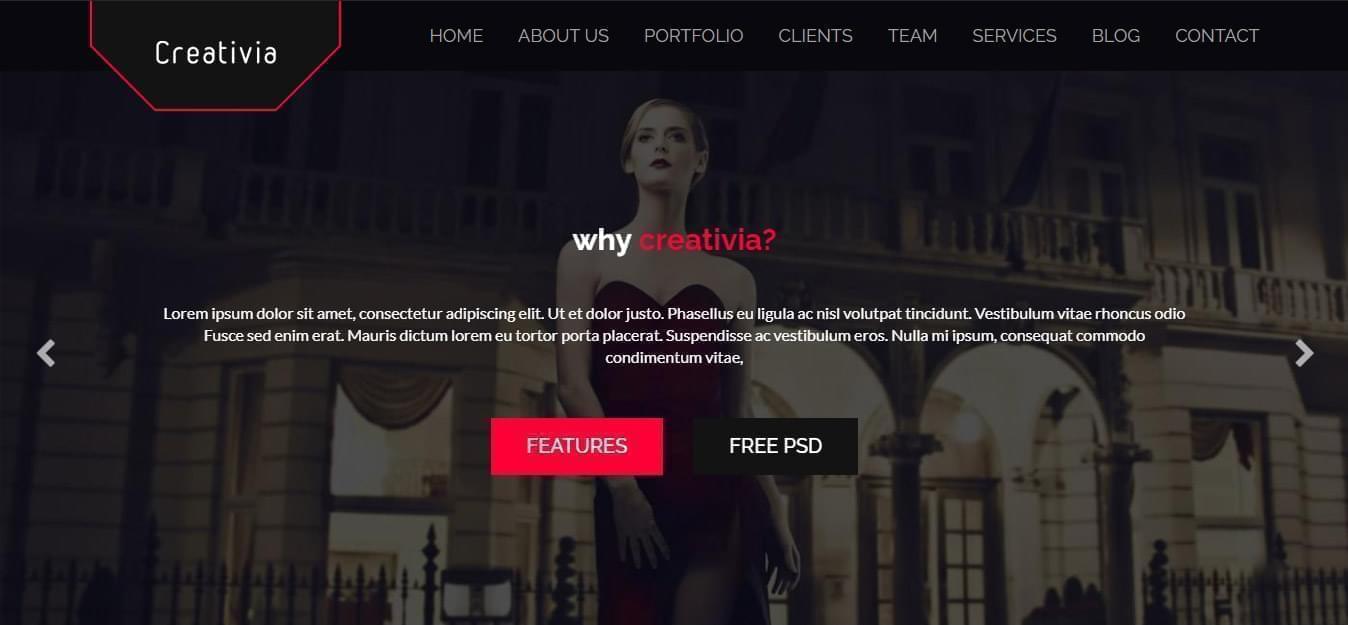 Creativia
HOME ABOUT US PORTFOLIO CLIENTS TEAM SERVICES BLOG CONTACT
why creativia?
Lorem ipsum dolor sit amet, consectetur adipiscing elit. Ut et dolor justo. Phasellus eu ligula ac nisl volutpat tincidunt. Vestibulum vitae rhoncus odio
Fusce sed enim erat. Mauris dictum lorem eu tortor porta placerat. Suspendisse ac vestibulum eros. Nulla mi ipsum, consequat commodo
condimentum vitae,
FEATURES FREE PSD